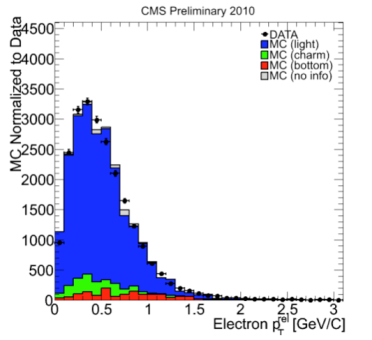 CMS Preliminary 2010
MC Normalized to Data
4500
4000
3500
3000
2500
2000
1500
1000
500
0
DATA
MC (light)
MC (charm)
MC (bottom)
MC (no info)
0 0.5 1 1.5 2 2.5 3
Electron p_T^rel [GeV/C]